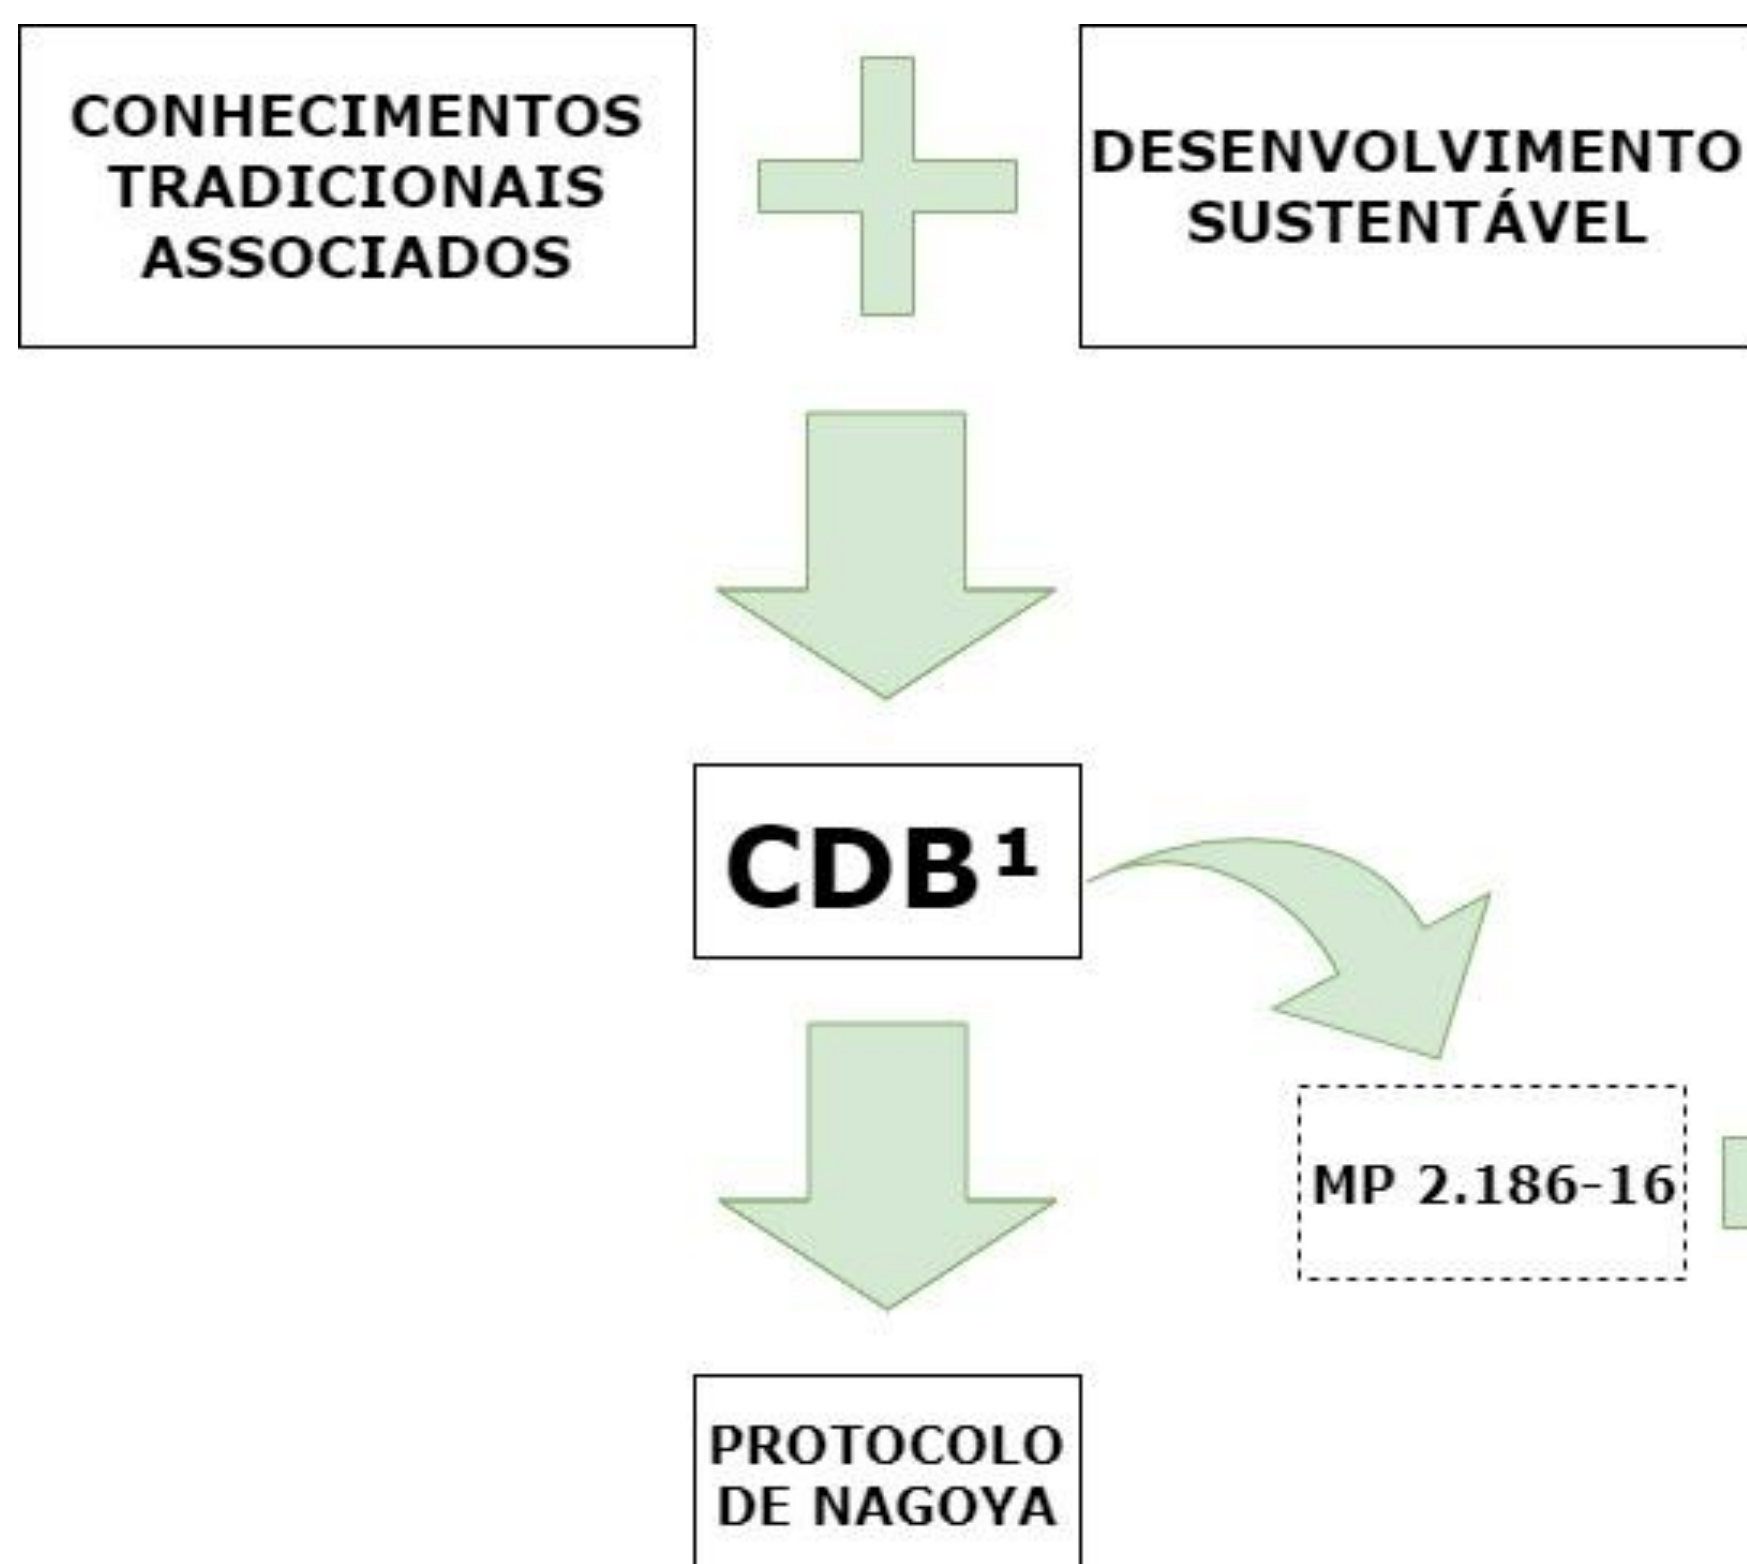 CONHECIMENTOS
TRADICIONAIS
ASSOCIADOS
DESENVOLVIMENTO
SUSTENTÁVEL
CDB¹
MP 2.186-16
PROTOCOLO
DE NAGOYA